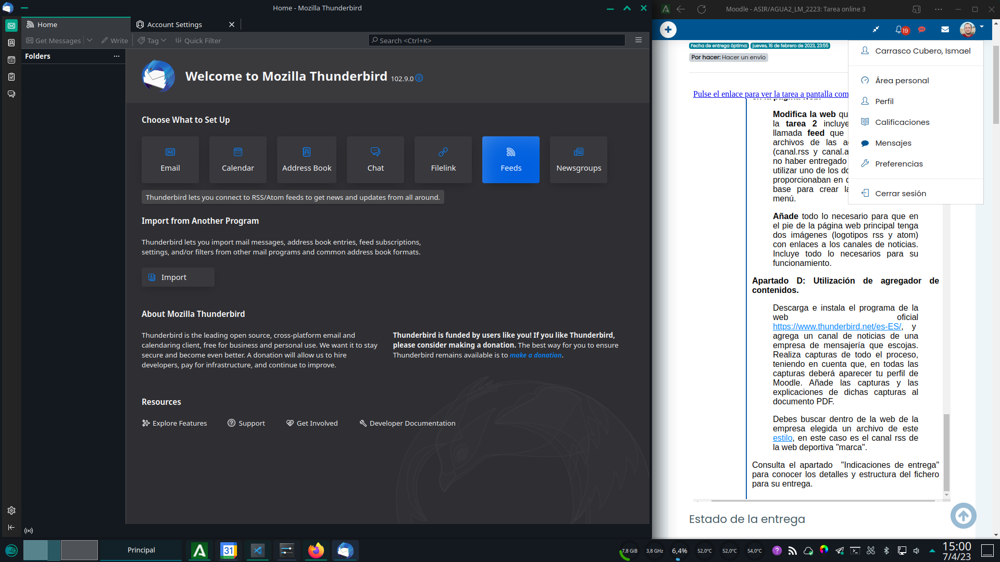 Home - Mozilla Thunderbird
Home
Account Settings
Get Messages
Write
Tag
Quick Filter
Search <Ctrl+K>
Folders
Welcome to Mozilla Thunderbird 102.9.0
Choose What to Set Up
Email
Calendar
Address Book
Chat
Filelink
Feeds
Newsgroups
Thunderbird lets you connect to RSS/Atom feeds to get news and updates from all around.
Import from Another Program
Thunderbird lets you import mail messages, address book entries, feed subscriptions,
settings, and/or filters from other mail programs and common address book formats.
Import
About Mozilla Thunderbird
Thunderbird is the leading open source, cross-platform email and
calendaring client, free for business and personal use. We want it to stay
secure and become even better. A donation will allow us to hire
developers, pay for infrastructure, and continue to improve.
Thunderbird is funded by users like you! If you like Thunderbird,
please consider making a donation. The best way for you to ensure
Thunderbird remains available is to make a donation.
Resources
Explore Features
Support
Get Involved
Developer Documentation
Moodle - ASIR/AGUA2_LM_2223: Tarea online 3
19
Fecha de entrega óptima: jueves, 16 de febrero de 2023, 23:55
Por hacer: Hacer un envío
Pulse el enlace para ver la tarea a pantalla com
Carrasco Cubero, Ismael
Área personal
Perfil
Calificaciones
Mensajes
Preferencias
Cerrar sesión
Modifica la web qu
la tarea 2 incluye
llamada feed que
archivos de las a
(canal.rss y canal.a
no haber entregado
utilizar uno de los do
proporcionaban en
base para crear la
menú.
Añade todo lo necesario para que en
el pie de la página web principal tenga
dos imágenes (logotipos rss y atom)
con enlaces a los canales de noticias.
Incluye todo lo necesarios para su
funcionamiento.
Apartado D: Utilización de agregador de
contenidos.
Descarga e instala el programa de la
web oficial
https://www.thunderbird.net/es-ES/, y
agrega un canal de noticias de una
empresa de mensajería que escojas.
Realiza capturas de todo el proceso,
teniendo en cuenta que, en todas las
capturas deberá aparecer tu perfil de
Moodle. Añade las capturas y las
explicaciones de dichas capturas al
documento PDF.
Debes buscar dentro de la web de la
empresa elegida un archivo de este
estilo, en este caso es el canal rss de
la web deportiva "marca".
Consulta el apartado "Indicaciones de entrega"
para conocer los detalles y estructura del fichero
para su entrega.
Estado de la entrega
Principal
31
7,8 GiB
3,8 GHz
6,4%
52,0°C
52,0°C
54,0°C
15:00
7/4/23